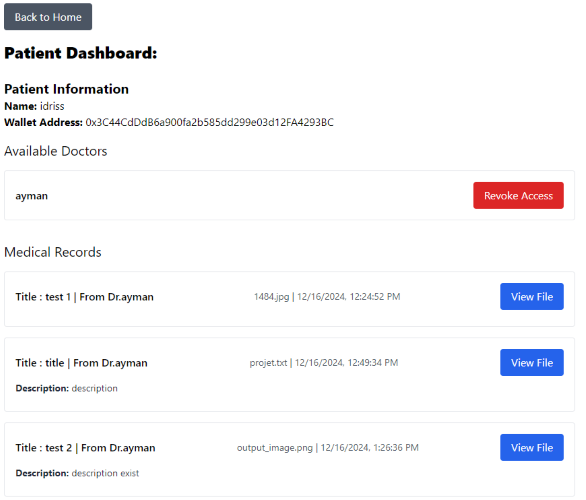 Back to Home
Patient Dashboard:
Patient Information
Name: idriss
Wallet Address: 0x3C44CdDdB6a900fa2b585dd299e03d12FA4293BC
Available Doctors
ayman
Revoke Access
Medical Records
Title : test 1 | From Dr.ayman 1484.jpg | 12/16/2024, 12:24:52 PM View File
Title : title | From Dr.ayman projet.txt | 12/16/2024, 12:49:34 PM View File
Description: description
Title : test 2 | From Dr.ayman output_image.png | 12/16/2024, 1:26:36 PM View File
Description: description exist